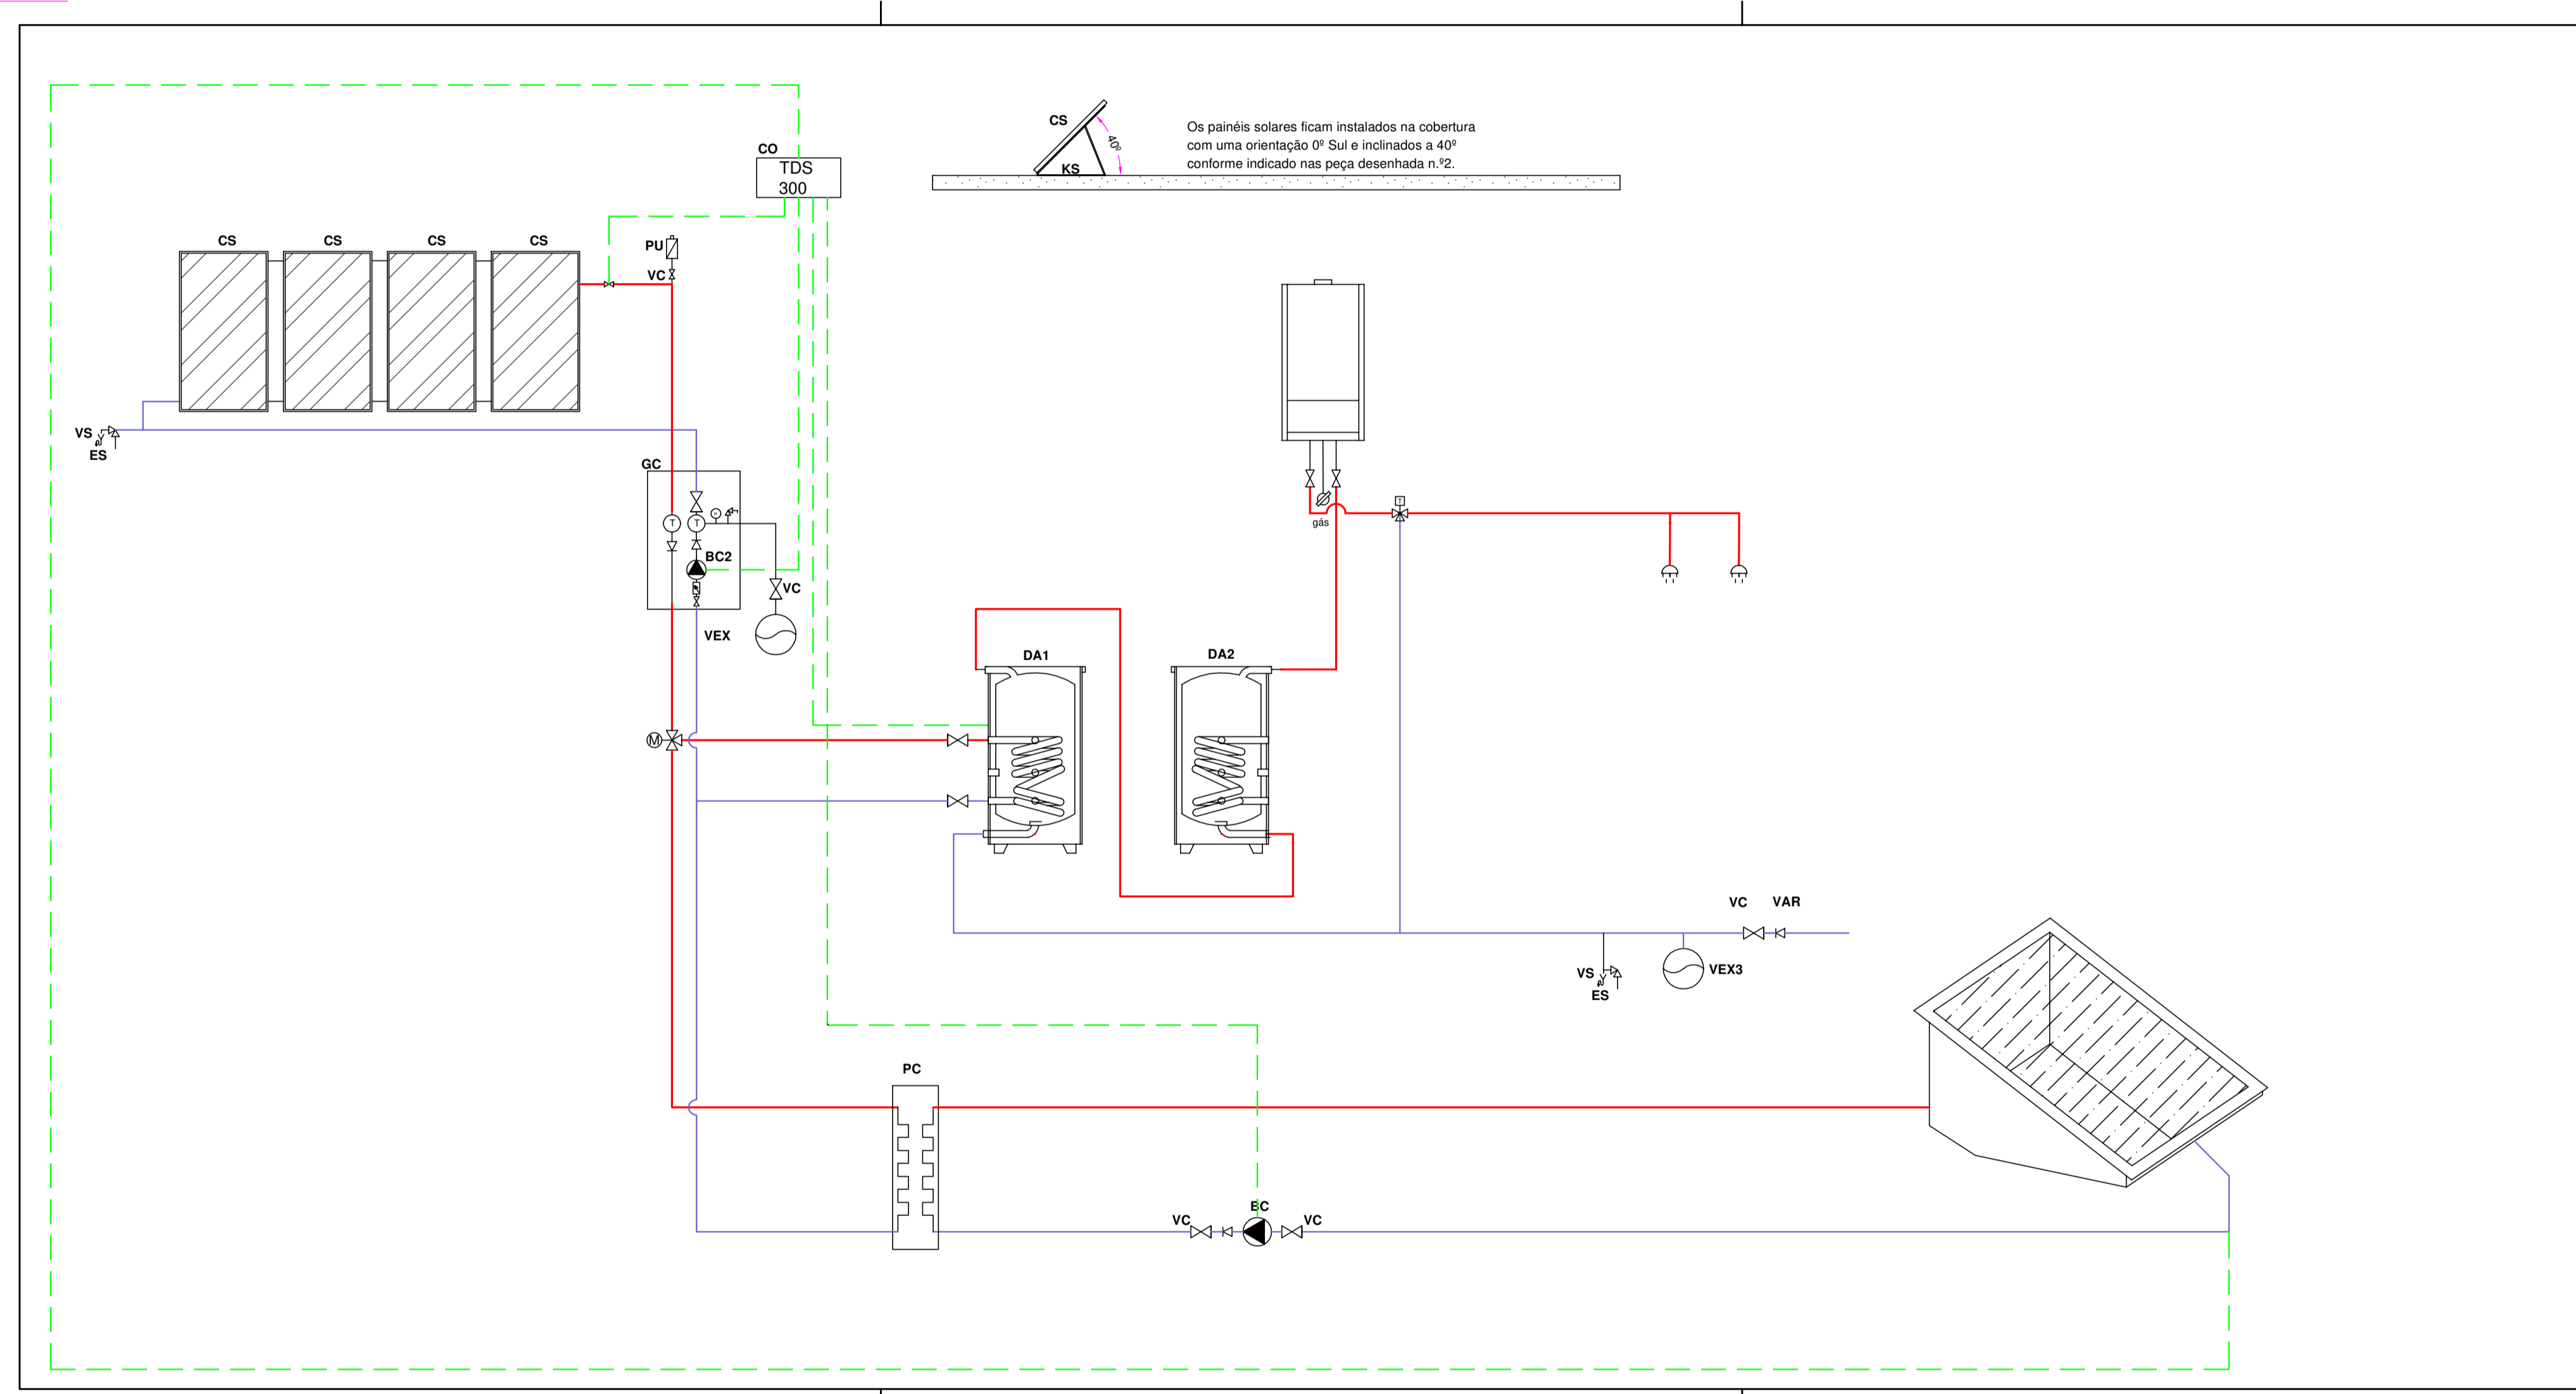 CO
TDS
300
CS
KS
40º
Os painéis solares ficam instalados na cobertura
com uma orientação 0º Sul e inclinados a 40º
conforme indicado nas peça desenhada n.º2.
CS CS CS CS
PU
VC
VS
ES
GC
T T
BC2
VC
VEX
gás
T
DA1
DA2
M
VC VAR
VS
ES
VEX3
PC
BC
VC VC